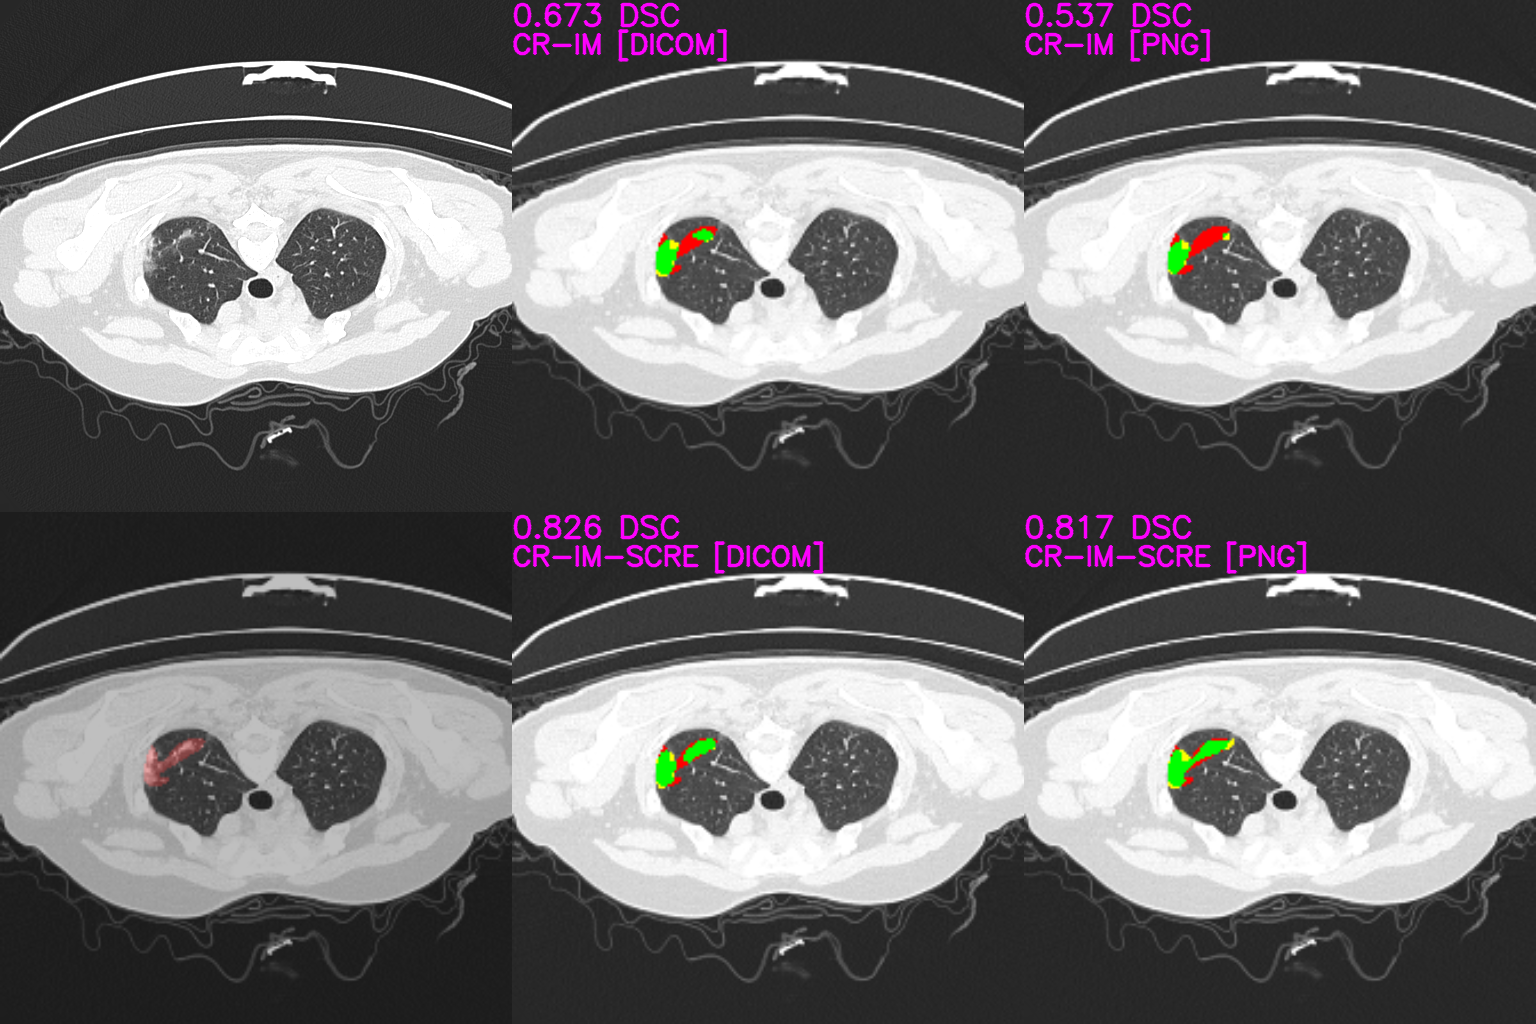 0.673 DSC
CR-IM [DICOM]
0.537 DSC
CR-IM [PNG]
0.826 DSC
CR-IM-SCRE [DICOM]
0.817 DSC
CR-IM-SCRE [PNG]